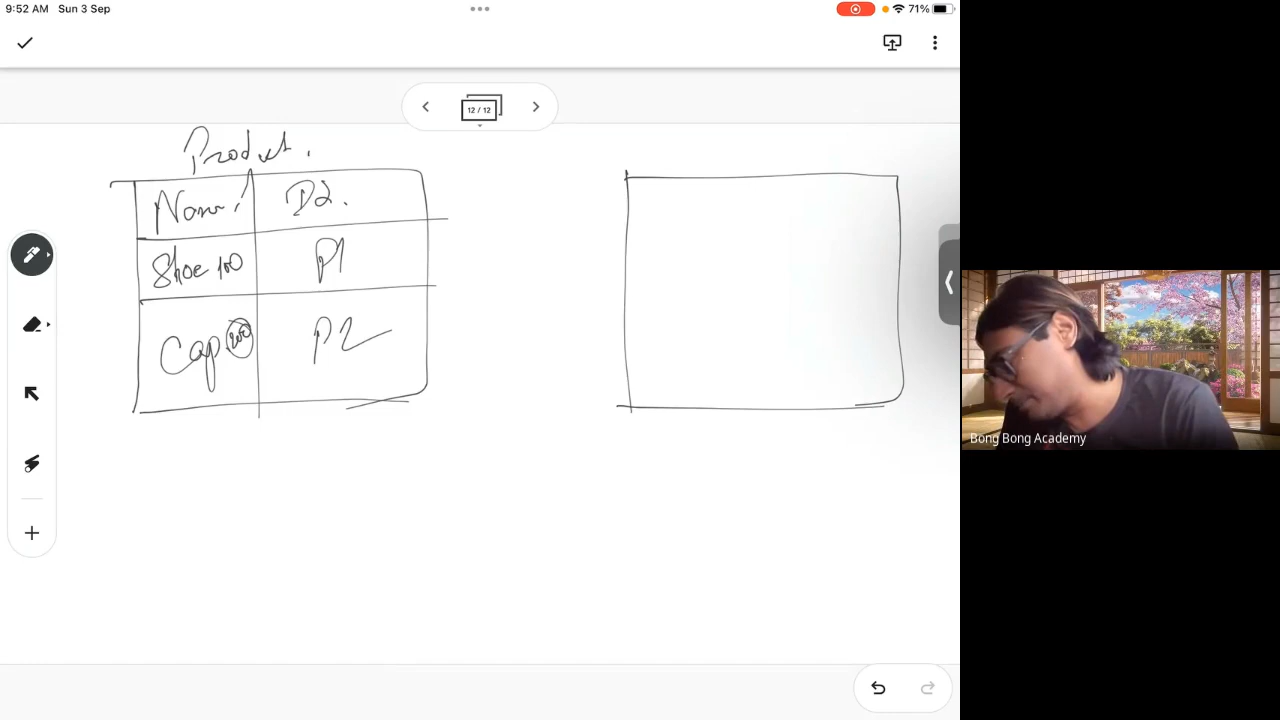 9:52 AM Sun 3 Sep
71%
12 / 12
Product.
Name
Shoe 100 P1
Cap 200 P2
Bong Bong Academy